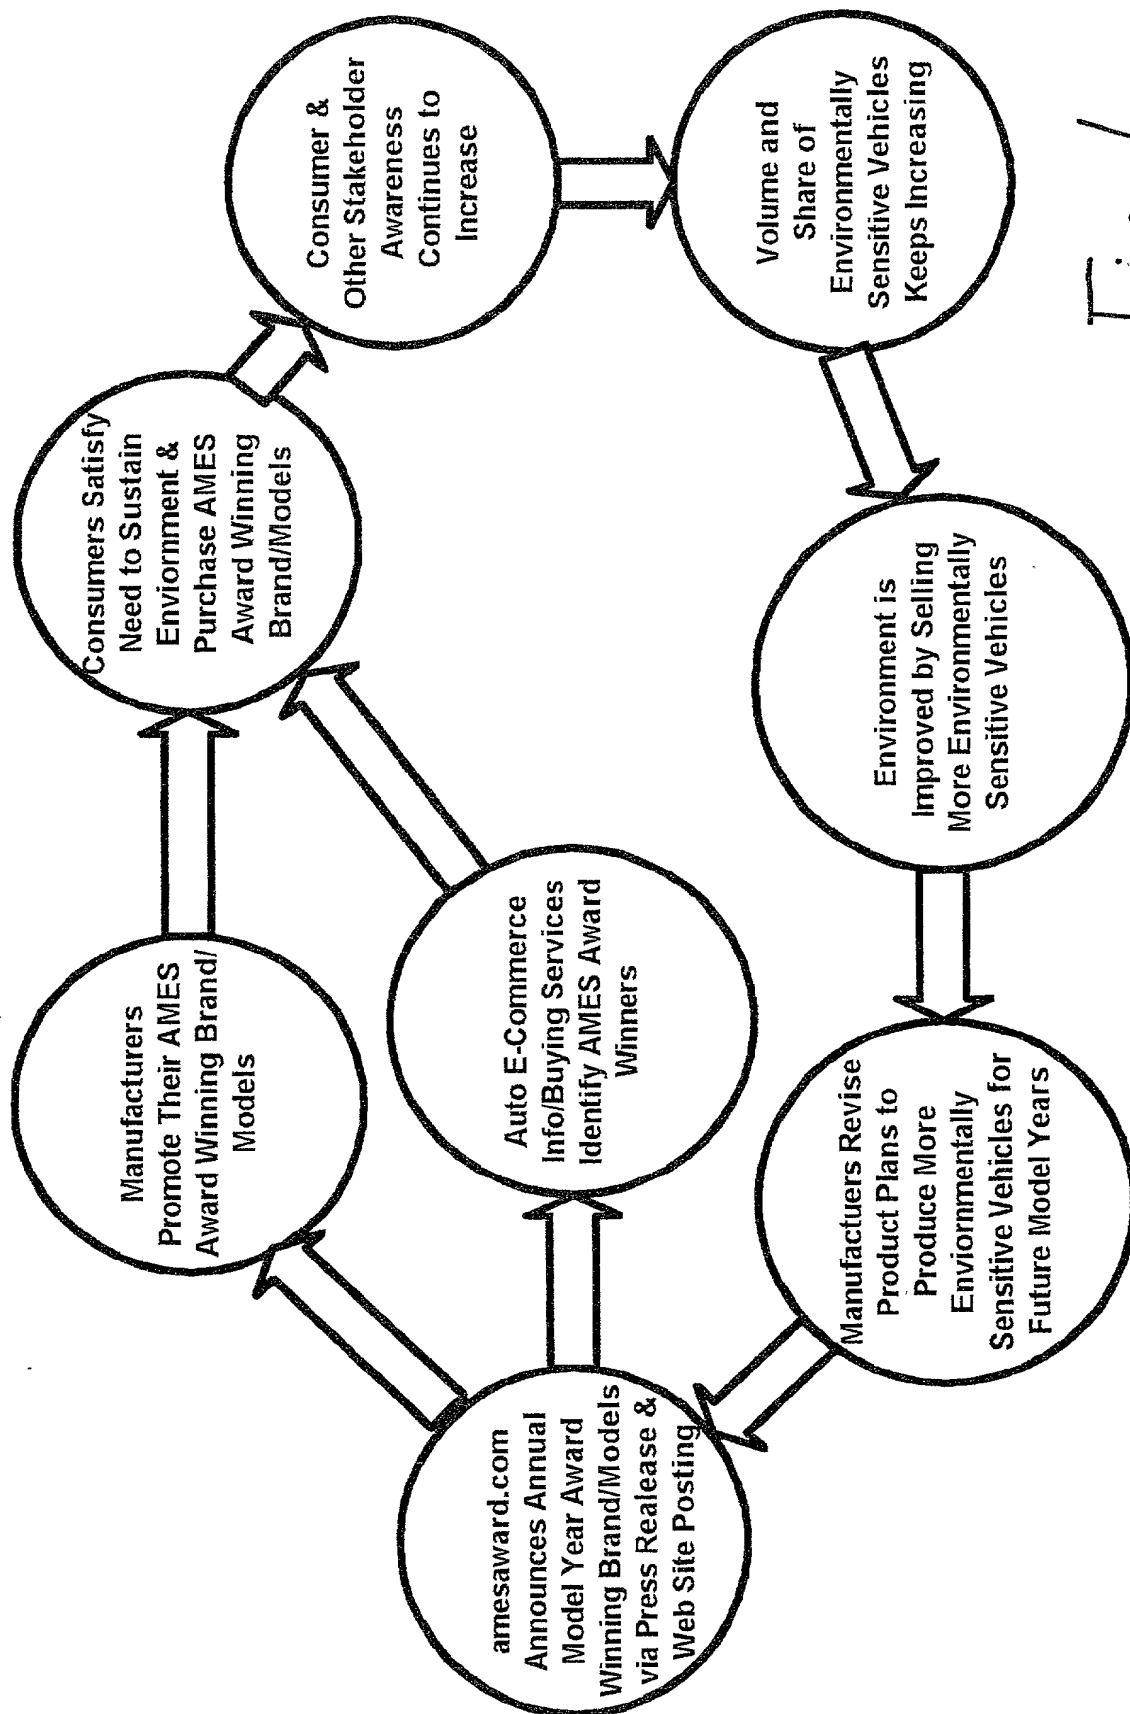 amesaward.com
Announces Annual
Model Year Award
Winning Brand/Models
via Press Realease &
Web Site Posting
Manufacturers
Promote Their AMES
Award Winning Brand/
Models
Auto E-Commerce
Info/Buying Services
Identify AMES Award
Winners
Consumers Satisfy
Need to Sustain
Enviornment &
Purchase AMES
Award Winning
Brand/Models
Consumer &
Other Stakeholder
Awareness
Continues to
Increase
Volume and
Share of
Environmentally
Sensitive Vehicles
Keeps Increasing
Environment is
Improved by Selling
More Environmentally
Sensitive Vehicles
Manufactuers Revise
Product Plans to
Produce More
Enviornmentally
Sensitive Vehicles for
Future Model Years